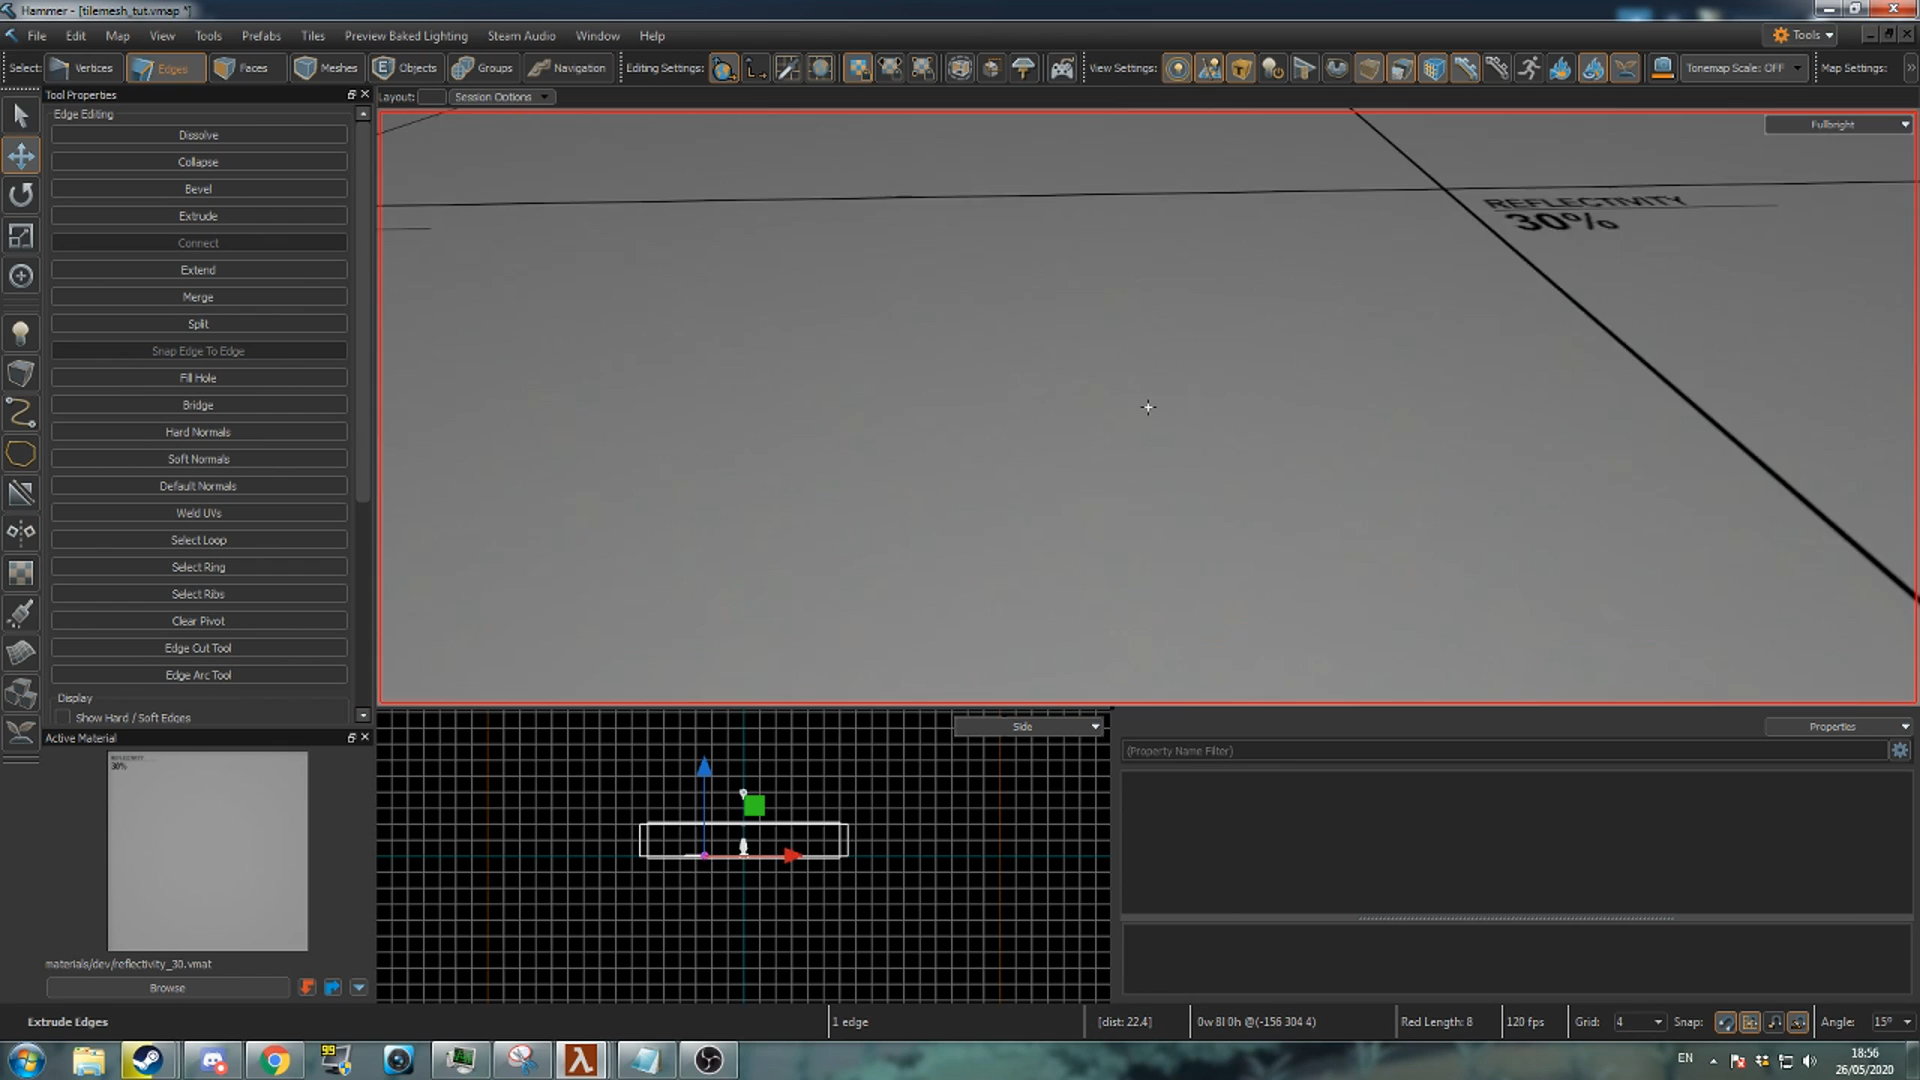 Hammer - [tilemesh_tut.vmap *]
File Edit Map View Tools Prefabs Tiles Preview Baked Lighting Steam Audio Window Help Tools
Select: Vertices Edges Faces Meshes Objects Groups Navigation Editing Settings: View Settings: Tonemap Scale: OFF Map Settings:
Tool Properties
Layout: Session Options
Edge Editing
Dissolve
Collapse
Bevel
Extrude
Connect
Extend
Merge
Split
Snap Edge To Edge
Fill Hole
Bridge
Hard Normals
Soft Normals
Default Normals
Weld UVs
Select Loop
Select Ring
Select Ribs
Clear Pivot
Edge Cut Tool
Edge Arc Tool
Display
Show Hard / Soft Edges
Fullbright
REFLECTIVITY
30%
Active Material
REFLECTIVITY
30%
materials/dev/reflectivity_30.vmat
Browse
Side
Properties
(Property Name Filter)
Extrude Edges
1 edge
[dist: 22.4]
0w 8l 0h @(-156 304 4)
Red Length: 8
120 fps
Grid: 4
Snap:
Angle: 15º
99
EN
18:56
26/05/2020